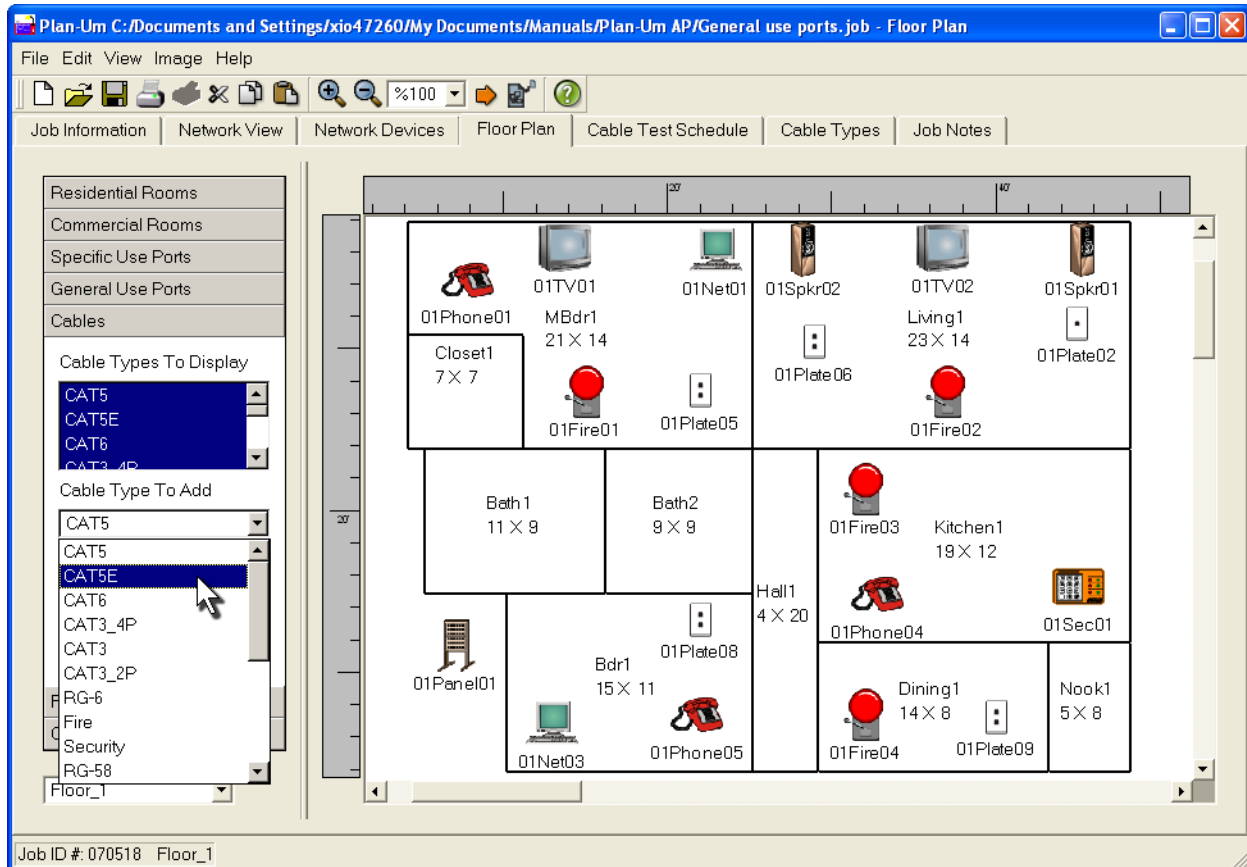 Plan-Um C:/Documents and Settings/xio47260/My Documents/Manuals/Plan-Um AP/General use ports.job - Floor Plan
File Edit View Image Help
%100
Job Information Network View Network Devices Floor Plan Cable Test Schedule Cable Types Job Notes
Residential Rooms
Commercial Rooms
Specific Use Ports
General Use Ports
Cables
Cable Types To Display
CAT5
CAT5E
CAT6
CAT3_4P
Cable Type To Add
CAT5
CAT5
CAT5E
CAT6
CAT3_4P
CAT3
CAT3_2P
RG-6
Fire
Security
RG-58
Floor_1
20' 40'
20'
01Phone01
01TV01
01Net01
MBdr1
21 X 14
Closet1
7 X 7
01Fire01
01Plate05
01Spkr02
01TV02
01Spkr01
Living1
23 X 14
01Plate06
01Plate02
01Fire02
Bath1
11 X 9
Bath2
9 X 9
Hall1
4 X 20
01Fire03
Kitchen1
19 X 12
01Phone04
01Sec01
01Panel01
01Plate08
Bdr1
15 X 11
01Net03
01Phone05
Dining1
14 X 8
01Fire04
01Plate09
Nook1
5 X 8
Job ID #: 070518 Floor_1